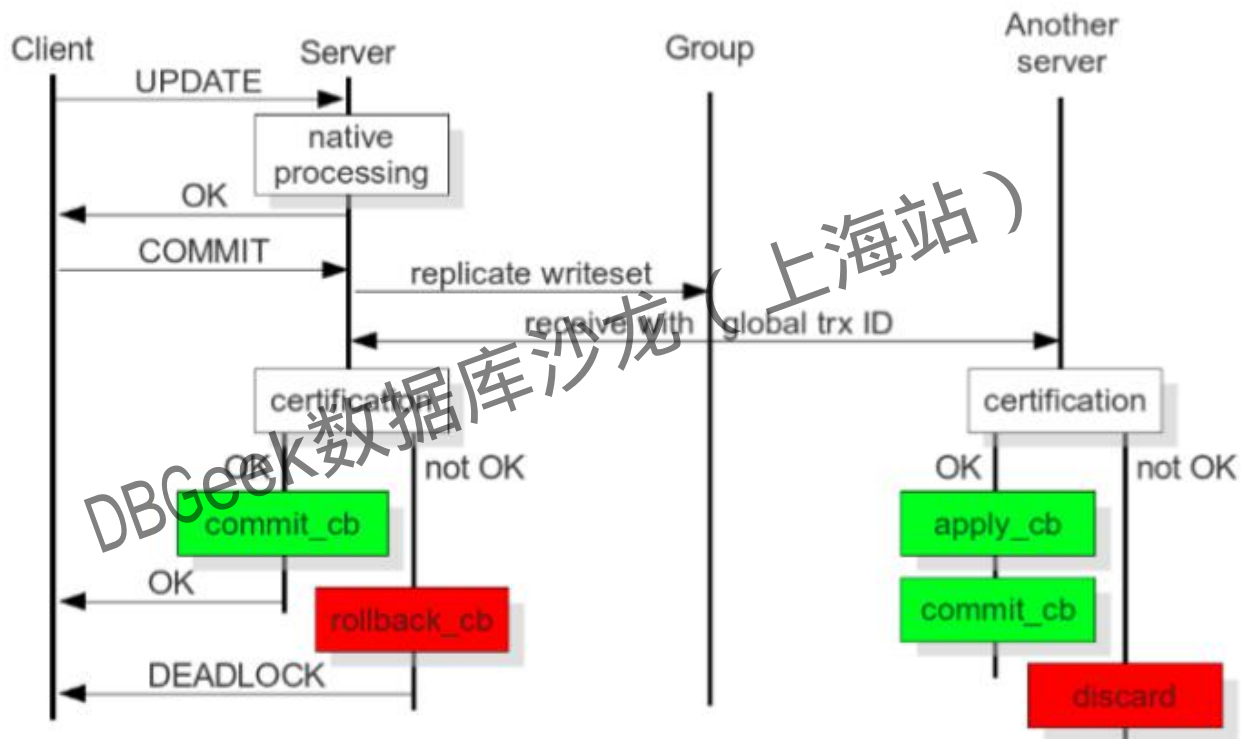 Client
Server
Group
Another
server
UPDATE
native
processing
OK
COMMIT
replicate writeset
receive with global trx ID
certification
certification
OK
not OK
OK
not OK
commit_cb
apply_cb
OK
rollback_cb
commit_cb
DEADLOCK
discard
DBGeek数据库沙龙（上海站）